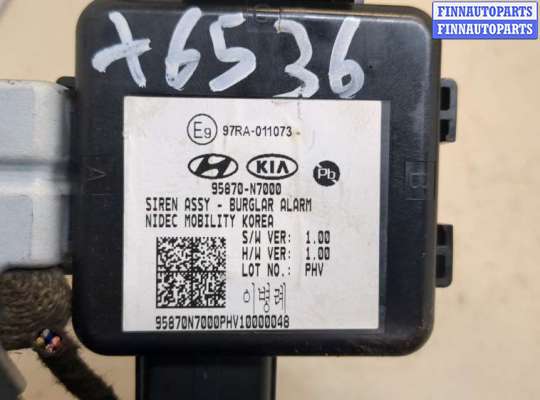 FINNAUTOPARTS
FINNAUTOPARTS
+6536
E9 97RA-011073
KIA Pb
95870-N7000
SIREN ASSY - BURGLAR ALARM
NIDEC MOBILITY KOREA
S/W VER: 1.00
H/W VER: 1.00
LOT NO.: PHV
이병례
95870N7000PHV10000048
A
B